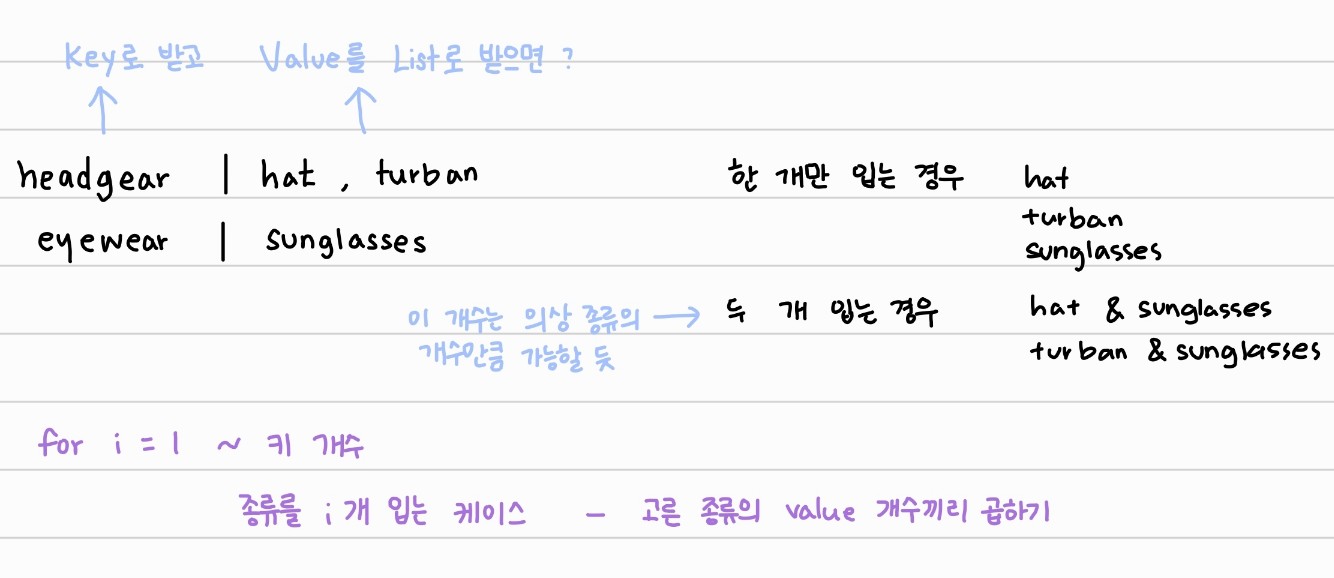 Key로 받고 Value를 List로 받으면 ?
headgear | hat , turban
eyewear | sunglasses
한 개만 입는 경우 hat
turban
sunglasses
이 개수는 의상 종류의 → 두 개 입는 경우 hat & sunglasses
개수만큼 가능할 듯 turban & sunglasses
for i = 1 ~ 키 개수
종류를 i 개 입는 케이스 - 고른 종류의 value 개수끼리 곱하기